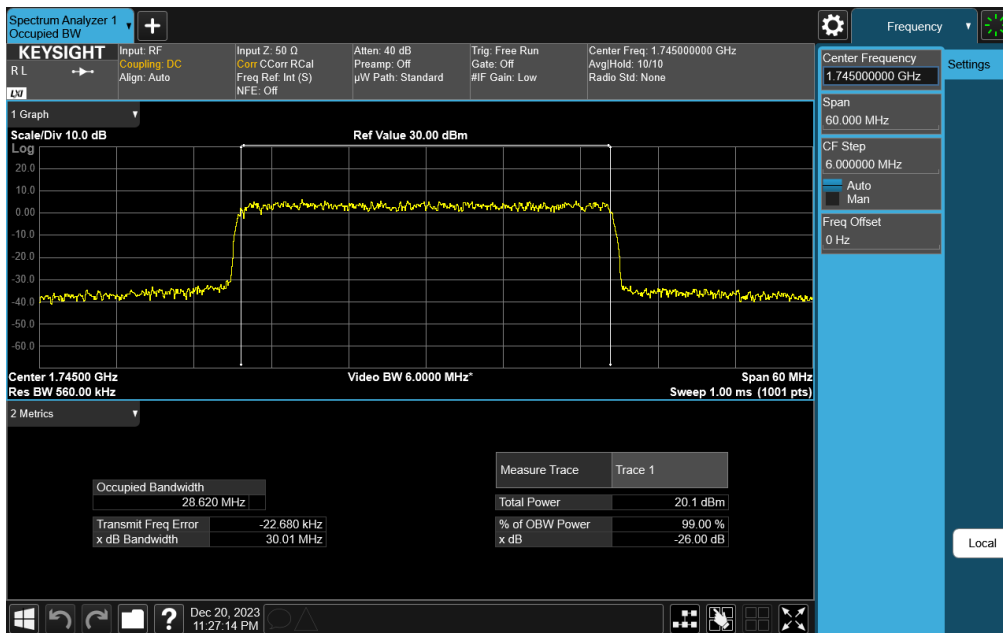 Spectrum Analyzer 1
Occupied BW
Frequency
KEYSIGHT
R L
LXI
Input: RF
Coupling: DC
Align: Auto
Input Z: 50 Ω
Corr CCorr RCal
Freq Ref: Int (S)
NFE: Off
Atten: 40 dB
Preamp: Off
µW Path: Standard
Trig: Free Run
Gate: Off
#IF Gain: Low
Center Freq: 1.745000000 GHz
Avg|Hold: 10/10
Radio Std: None
Center Frequency
1.745000000 GHz
Settings
Span
60.000 MHz
CF Step
6.000000 MHz
Auto
Man
Freq Offset
0 Hz
Local
1 Graph
Scale/Div 10.0 dB
Ref Value 30.00 dBm
Log
20.0
10.0
0.00
-10.0
-20.0
-30.0
-40.0
-50.0
-60.0
Center 1.74500 GHz
Video BW 6.0000 MHz*
Span 60 MHz
Res BW 560.00 kHz
Sweep 1.00 ms (1001 pts)
2 Metrics
Measure Trace Trace 1
Occupied Bandwidth
28.620 MHz
Total Power 20.1 dBm
Transmit Freq Error -22.680 kHz
% of OBW Power 99.00 %
x dB Bandwidth 30.01 MHz
x dB -26.00 dB
?
Dec 20, 2023
11:27:14 PM